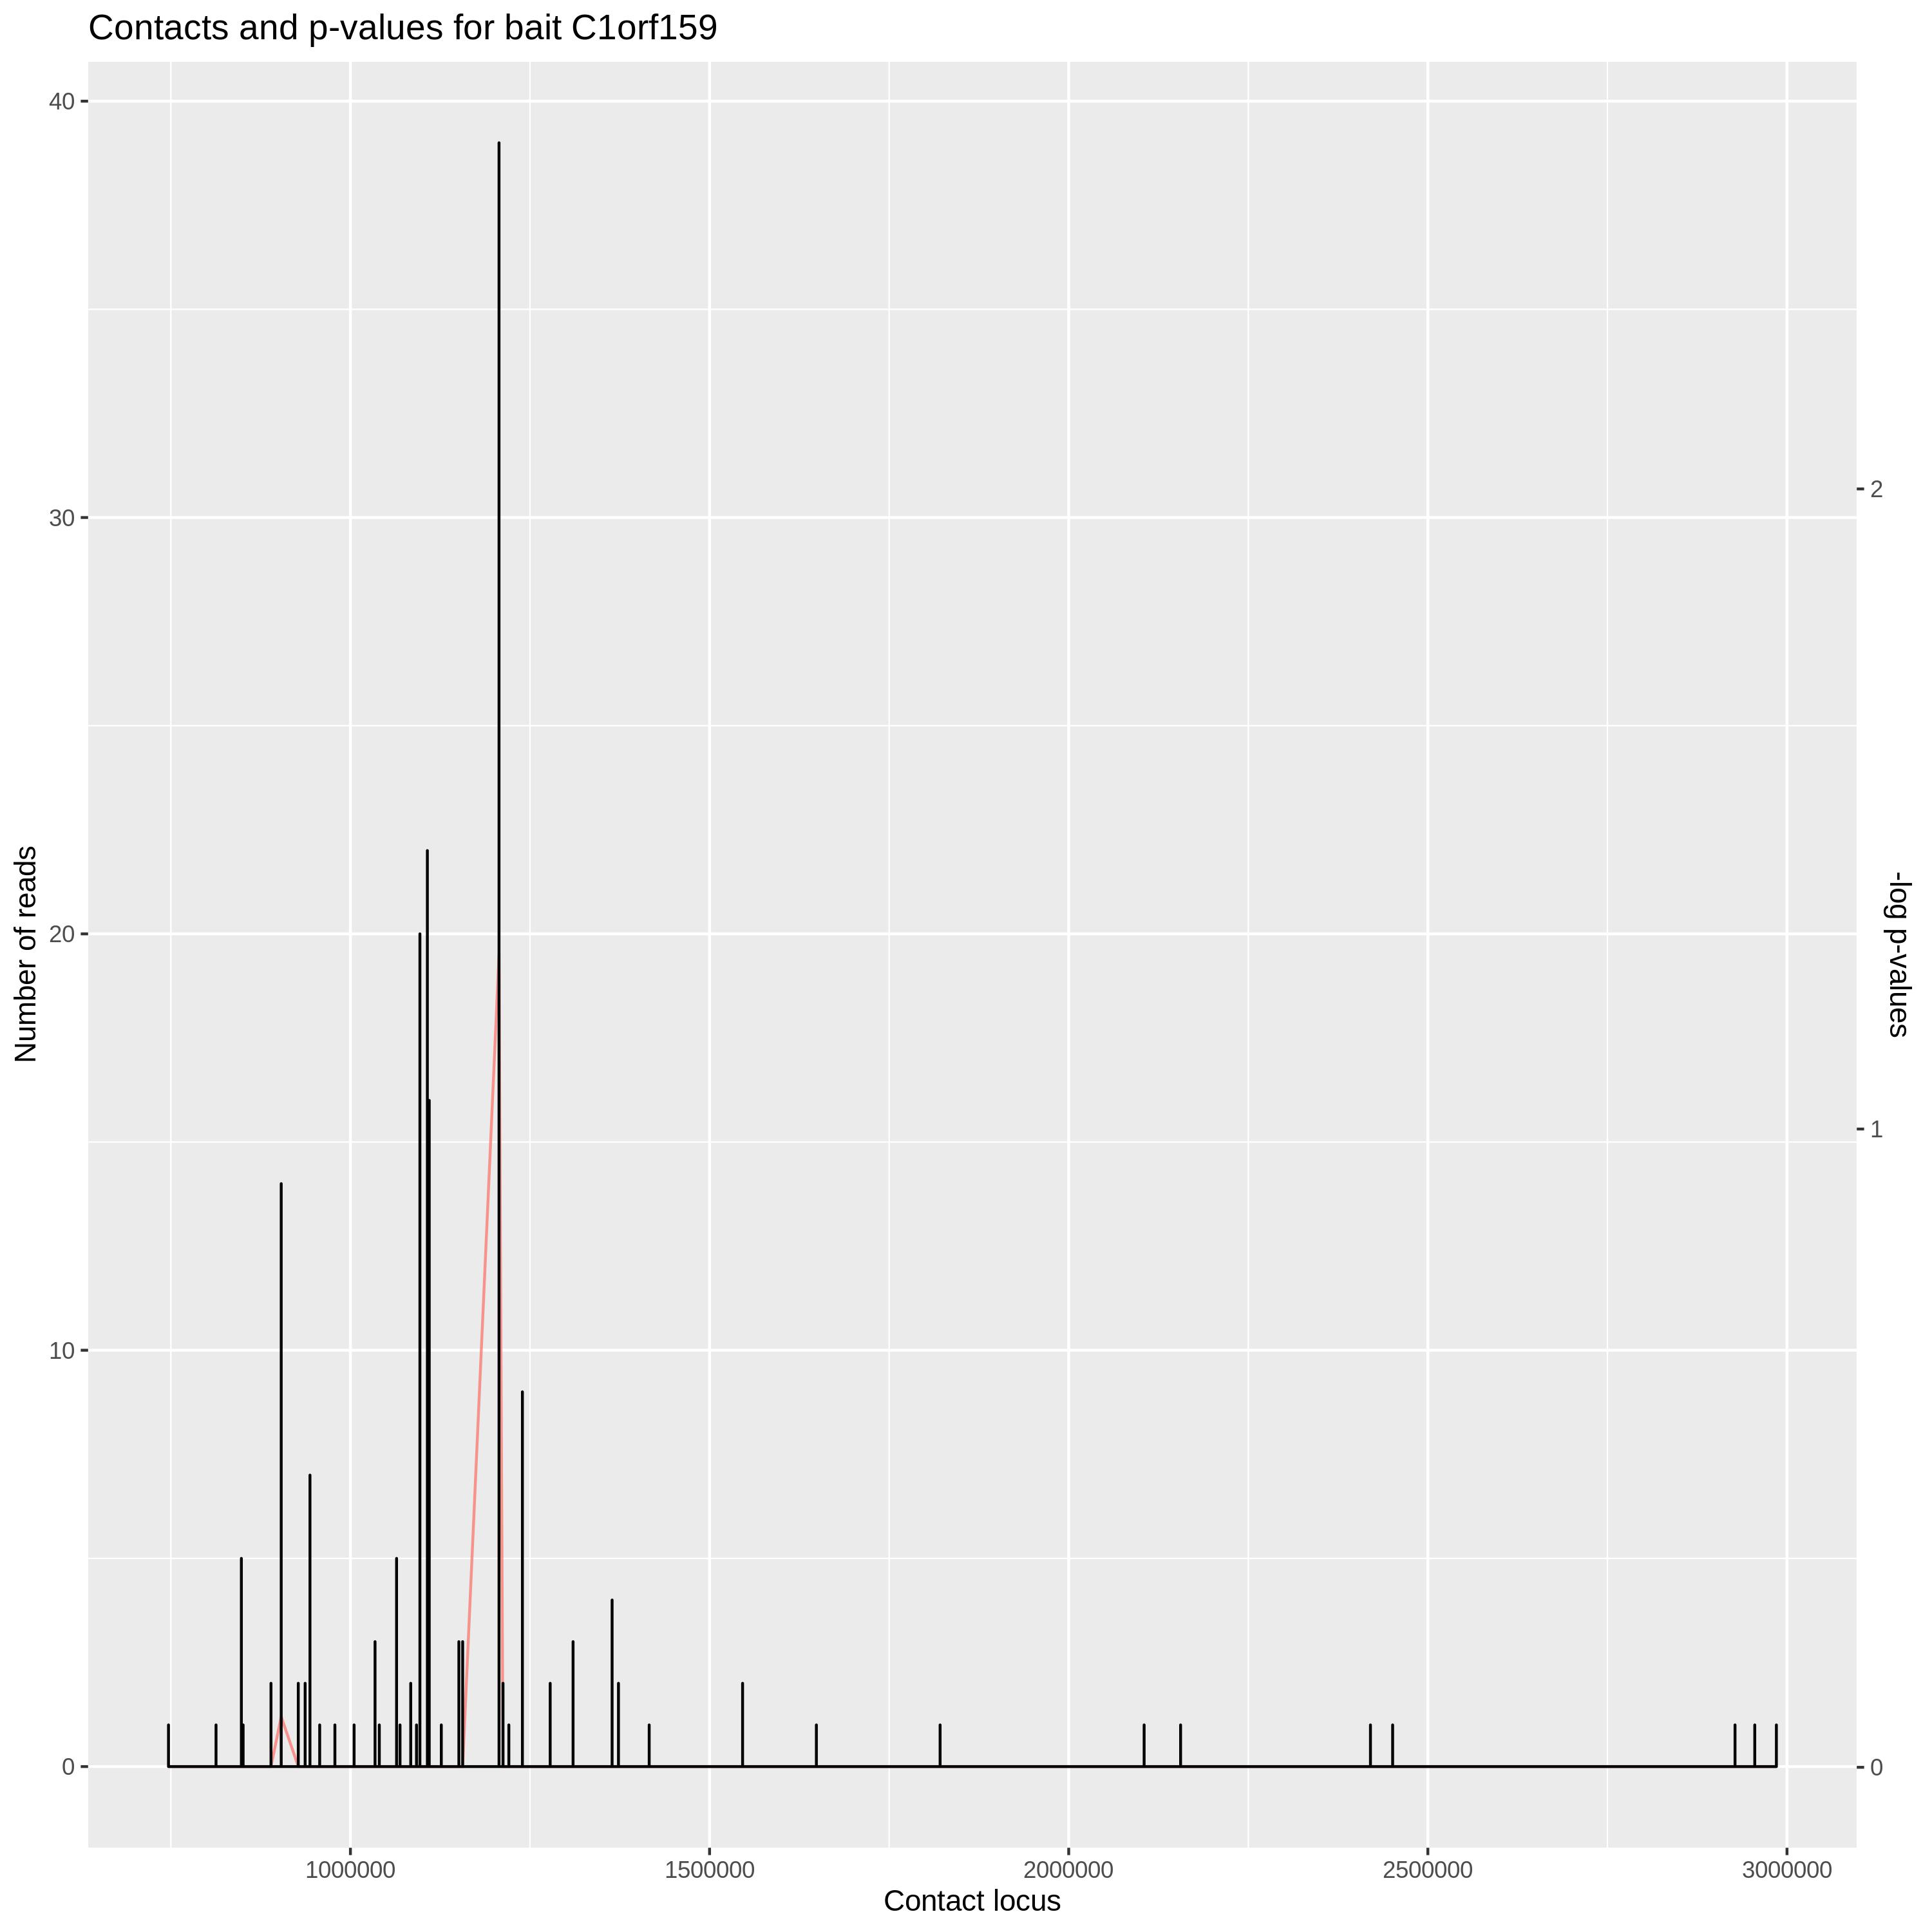 Contacts and p-values for bait C1orf159
40
30
20
10
0
Number of reads
2
1
0
-log p-values
1000000 1500000 2000000 2500000 3000000
Contact locus